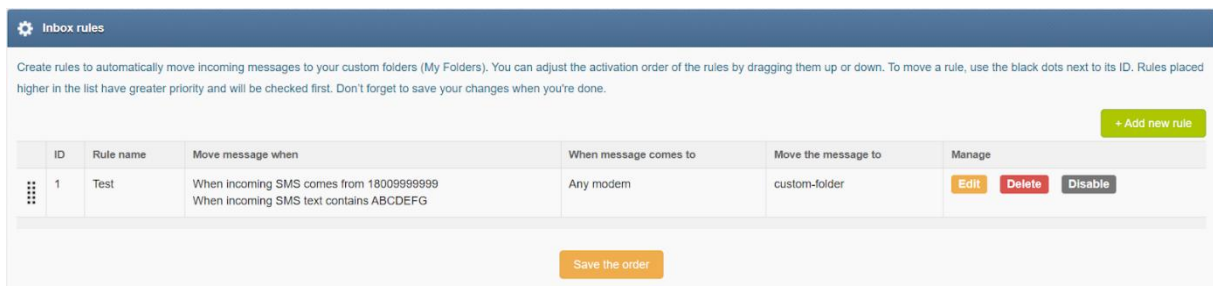 Inbox rules
Create rules to automatically move incoming messages to your custom folders (My Folders). You can adjust the activation order of the rules by dragging them up or down. To move a rule, use the black dots next to its ID. Rules placed
higher in the list have greater priority and will be checked first. Don't forget to save your changes when you're done.
+ Add new rule
ID Rule name Move message when When message comes to Move the message to Manage
1 Test When incoming SMS comes from 18009999999 Any modem custom-folder Edit Delete Disable
When incoming SMS text contains ABCDEFG
Save the order